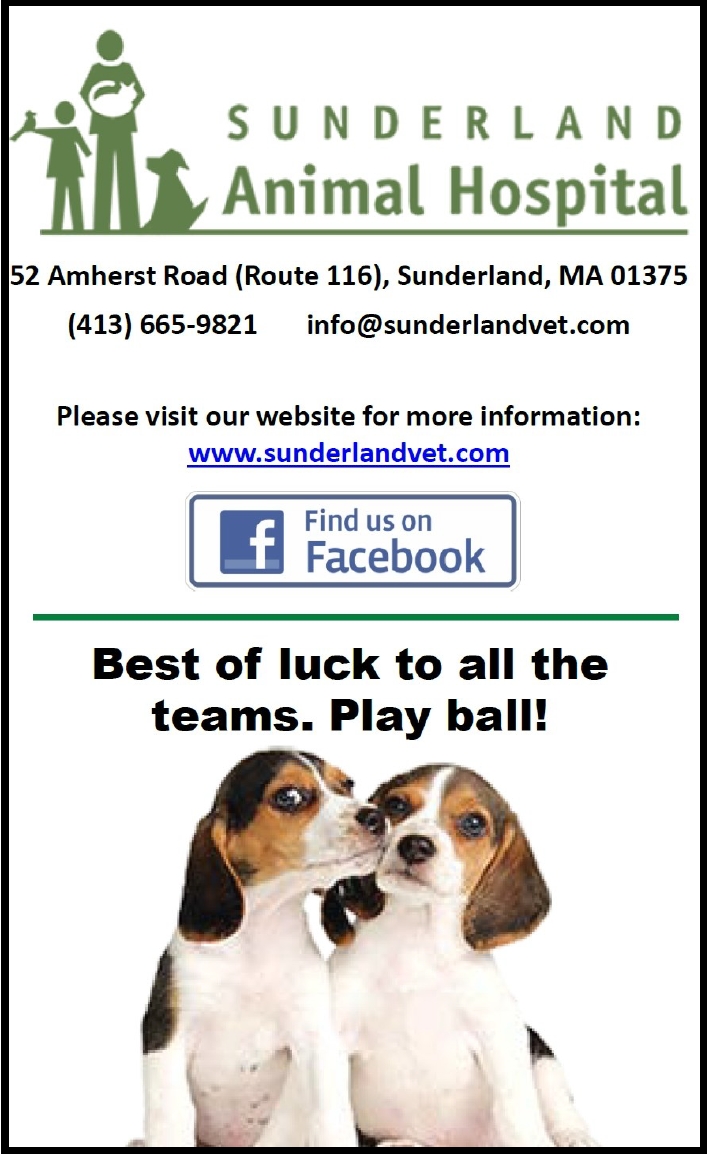 SUNDERLAND
Animal Hospital
52 Amherst Road (Route 116), Sunderland, MA 01375
(413) 665-9821 info@sunderlandvet.com
Please visit our website for more information:
www.sunderlandvet.com
f
Find us on
Facebook
Best of luck to all the
teams. Play ball!